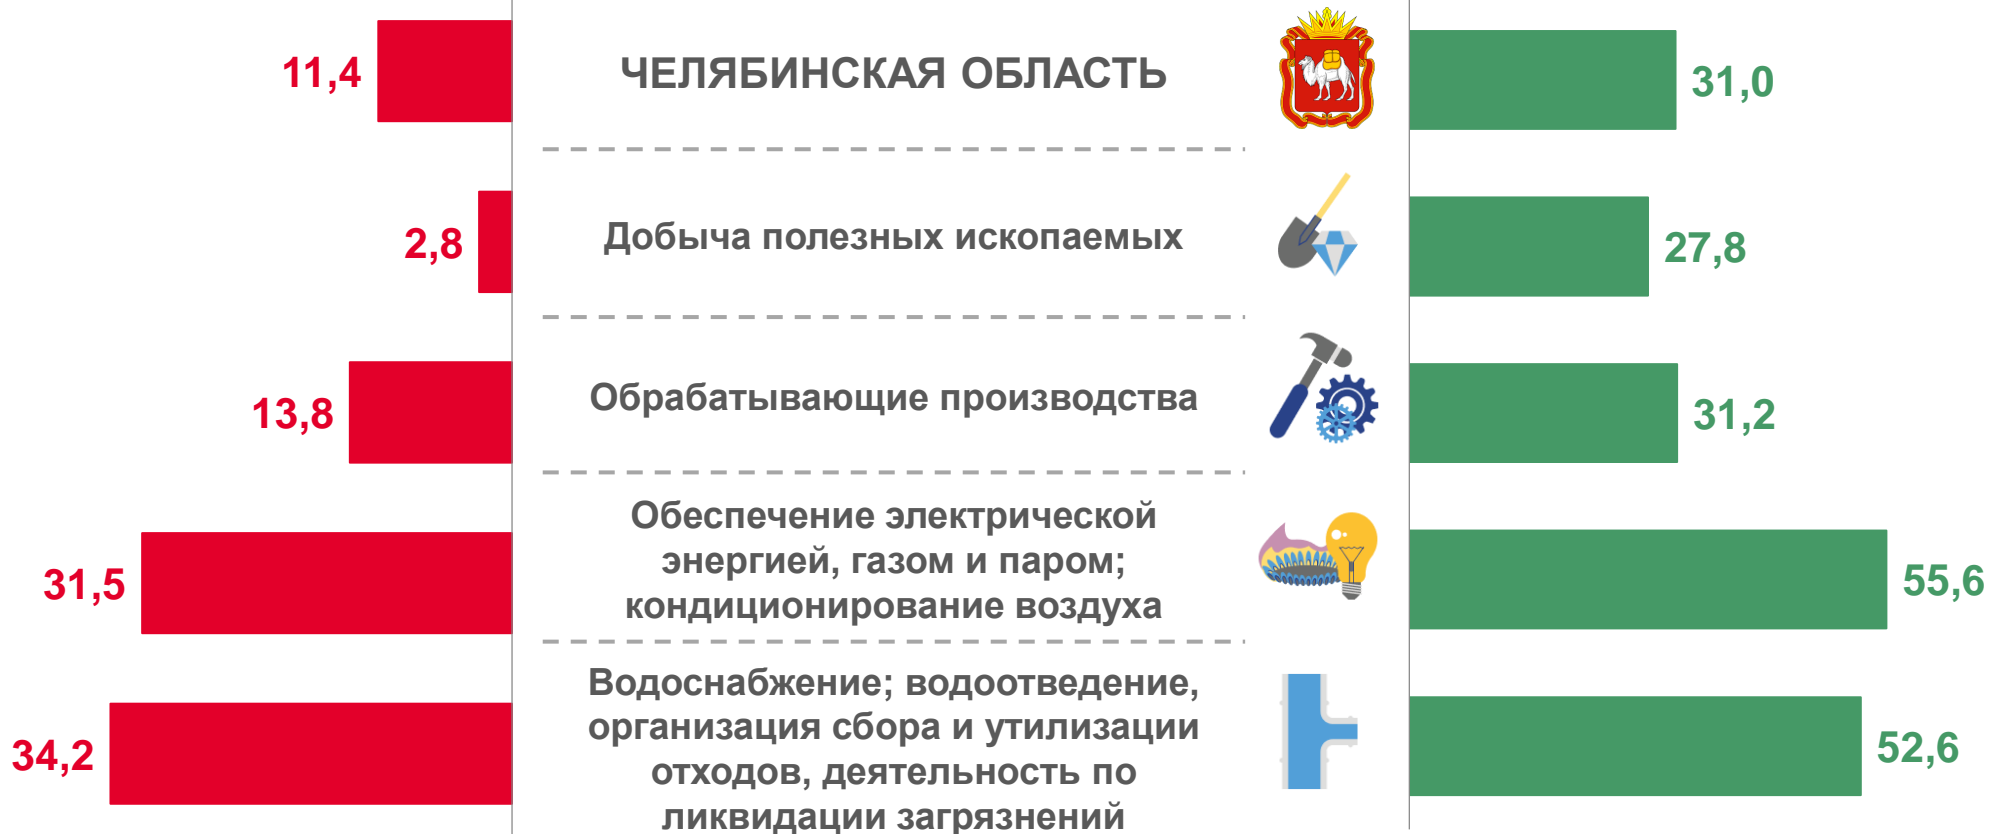 11,4
ЧЕЛЯБИНСКАЯ ОБЛАСТЬ
31,0
2,8
Добыча полезных ископаемых
27,8
13,8
Обрабатывающие производства
31,2
31,5
Обеспечение электрической
энергией, газом и паром;
кондиционирование воздуха
55,6
34,2
Водоснабжение; водоотведение,
организация сбора и утилизации
отходов, деятельность по
ликвидации загрязнений
52,6